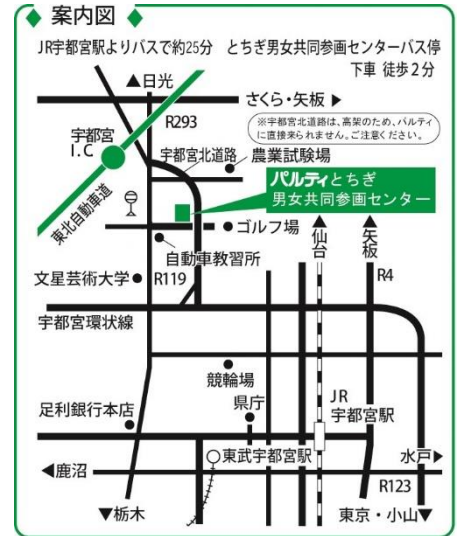 ◆ 案内図 ◆
JR宇都宮駅よりバスで約25分 とちぎ男女共同参画センターバス停
下車 徒歩2分
▲日光
さくら・矢板 ▶
※宇都宮北道路は、高架のため、パルティ
に直接来られません。ご注意ください。
R293
宇都宮
I.C
宇都宮北道路
農業試験場
東北自動車道
パルティとちぎ
男女共同参画センター
ゴルフ場
▲仙台
▲矢板
自動車教習所
文星芸術大学
R119
R4
宇都宮環状線
競輪場
足利銀行本店
県庁
JR
宇都宮駅
東武宇都宮駅
水戸▶
◀鹿沼
R123
▼栃木
東京・小山▼